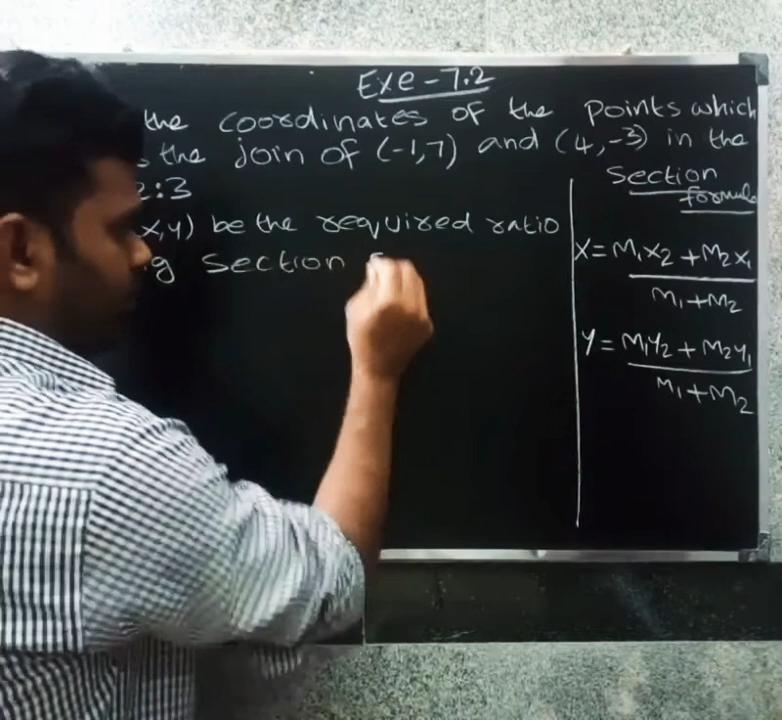 Exe-7.2
the coordinates of the points which
the join of (-1,7) and (4,-3) in the
2:3
x,y) be the required ratio
g section
Section
formula
X = M₁X₂ + M₂X₁
M₁ + M₂
Y = M₁Y₂ + M₂Y₁
M₁ + M₂